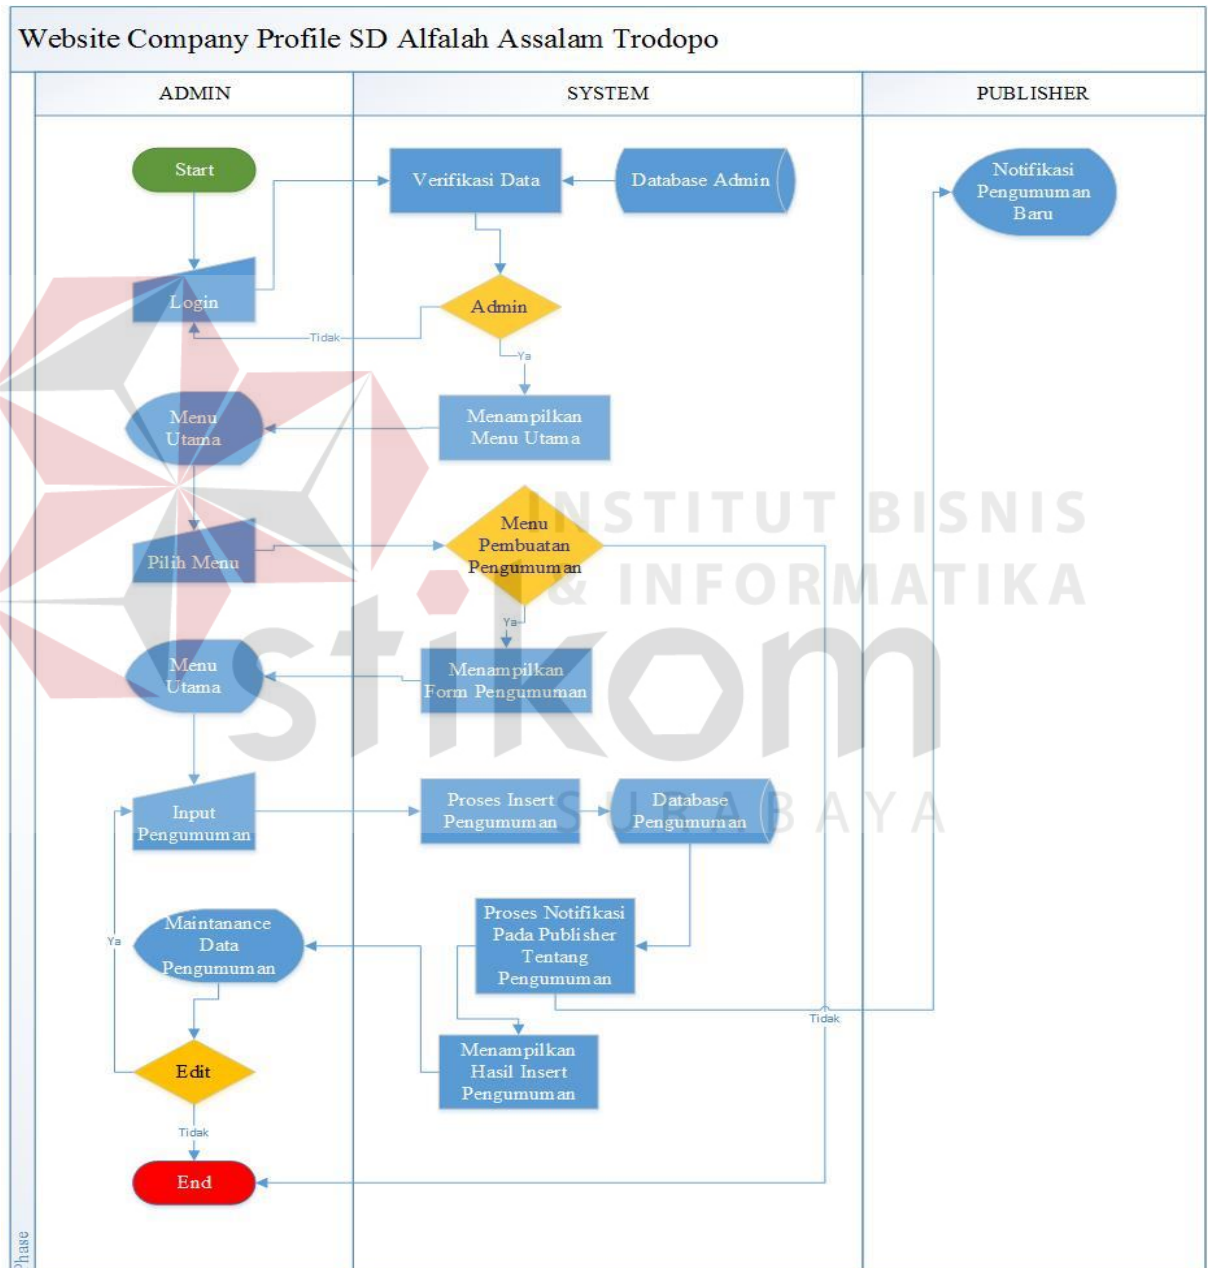 Website Company Profile SD Alfalah Assalam Trodopo
ADMIN
SYSTEM
PUBLISHER
Start
Verifikasi Data
Database Admin
Notifikasi
Pengumuman
Baru
Login
Admin
Tidak
Ya
Menu
Utama
Menampilkan
Menu Utama
INSTITUT BISNIS
& INFORMATIKA
stikom
SURABAYA
Pilih Menu
Menu
Pembuatan
Pengumuman
Ya
Menu
Utama
Menampilkan
Form Pengumuman
Input
Pengumuman
Proses Insert
Pengumuman
Database
Pengumuman
Maintanance
Data
Pengumuman
Proses Notifikasi
Pada Publisher
Tentang
Pengumuman
Ya
Tidak
Edit
Menampilkan
Hasil Insert
Pengumuman
Tidak
End
Phase